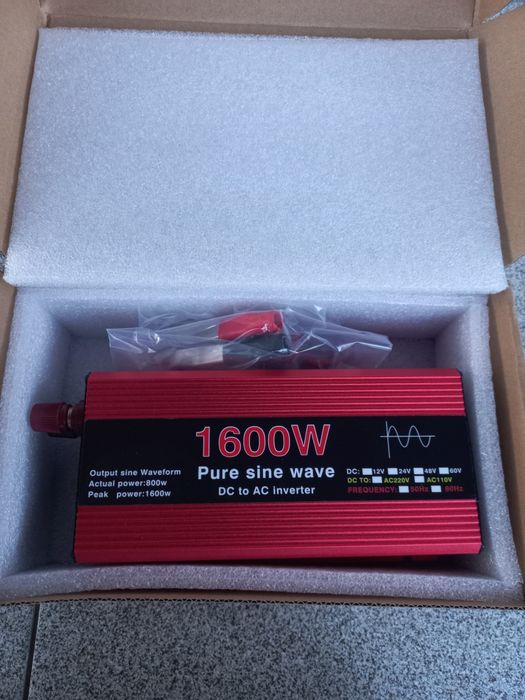 1600W
Pure sine wave
DC to AC inverter
Output sine Waveform
Actual power:800w
Peak power:1600w
DC: 12V 24V 48V 60V
DC TO: AC220V AC110V
FREQUENCY: 50Hz 60Hz